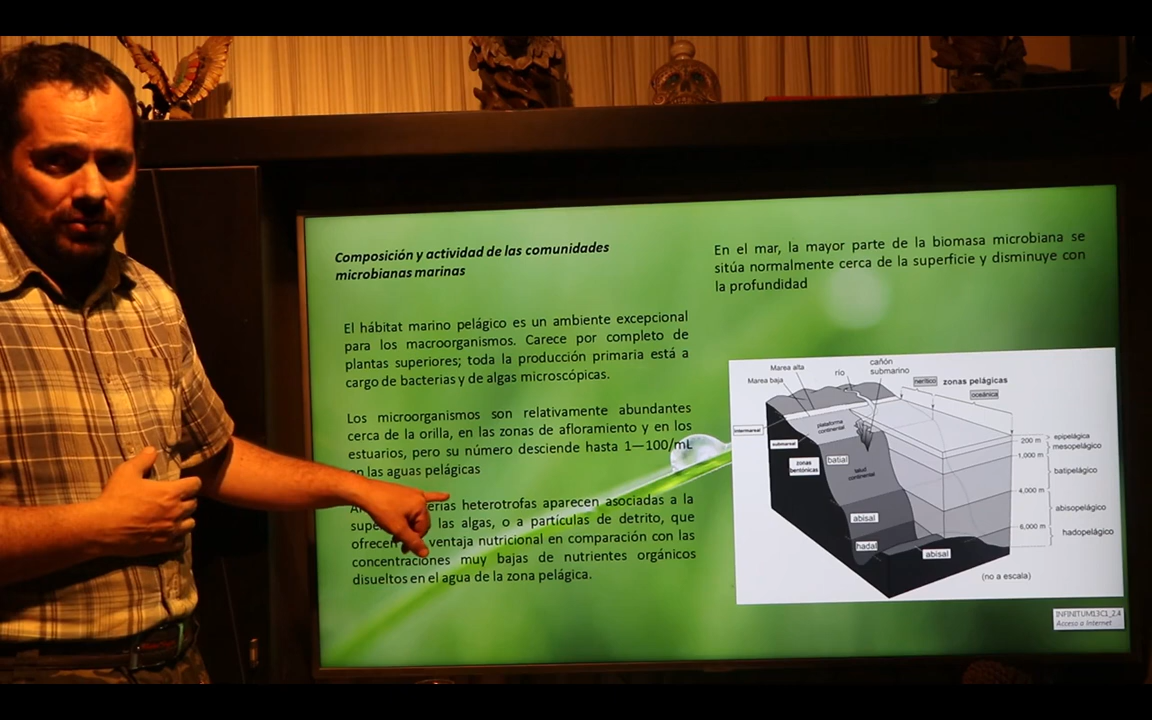 Composición y actividad de las comunidades
microbianas marinas
El hábitat marino pelágico es un ambiente excepcional
para los macroorganismos. Carece por completo de
plantas superiores; toda la producción primaria está a
cargo de bacterias y de algas microscópicas.
Los microorganismos son relativamente abundantes
cerca de la orilla, en las zonas de afloramiento y en los
estuarios, pero su número desciende hasta 1—100/mL
las aguas pelágicas
heterotrofas aparecen asociadas a la
las algas, o a partículas de detrito, que
ventaja nutricional en comparación con las
concentraciones muy bajas de nutrientes orgánicos
disueltos en el agua de la zona pelágica.
En el mar, la mayor parte de la biomasa microbiana se
sitúa normalmente cerca de la superficie y disminuye con
la profundidad
Marea alta
Marea baja
río
cañón
submarino
nerítico
zonas pelágicas
oceánica
intermareal
submareal
plataforma
continental
zonas
bentónicas
batial
talud
continental
abisal
hadal
abisal
200 m
epipelágica
mesopelágico
1,000 m
batipelágico
4,000 m
abisopelágico
6,000 m
hadopelágico
(no a escala)
INFINITUM13C1_2.4
Acceso a Internet